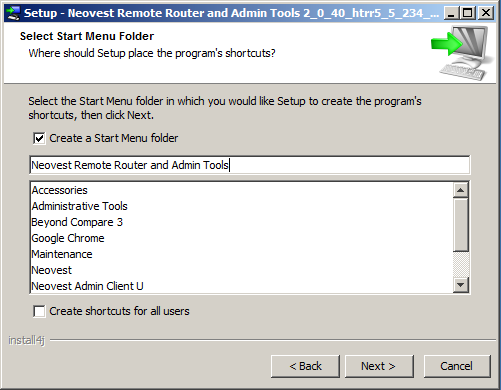 Setup - Neovest Remote Router and Admin Tools 2_0_40_htrr5_5_234_...
Select Start Menu Folder
Where should Setup place the program's shortcuts?
Select the Start Menu folder in which you would like Setup to create the program's
shortcuts, then click Next.
Create a Start Menu folder
Neovest Remote Router and Admin Tools
Accessories
Administrative Tools
Beyond Compare 3
Google Chrome
Maintenance
Neovest
Neovest Admin Client U
Create shortcuts for all users
install4j
< Back
Next >
Cancel